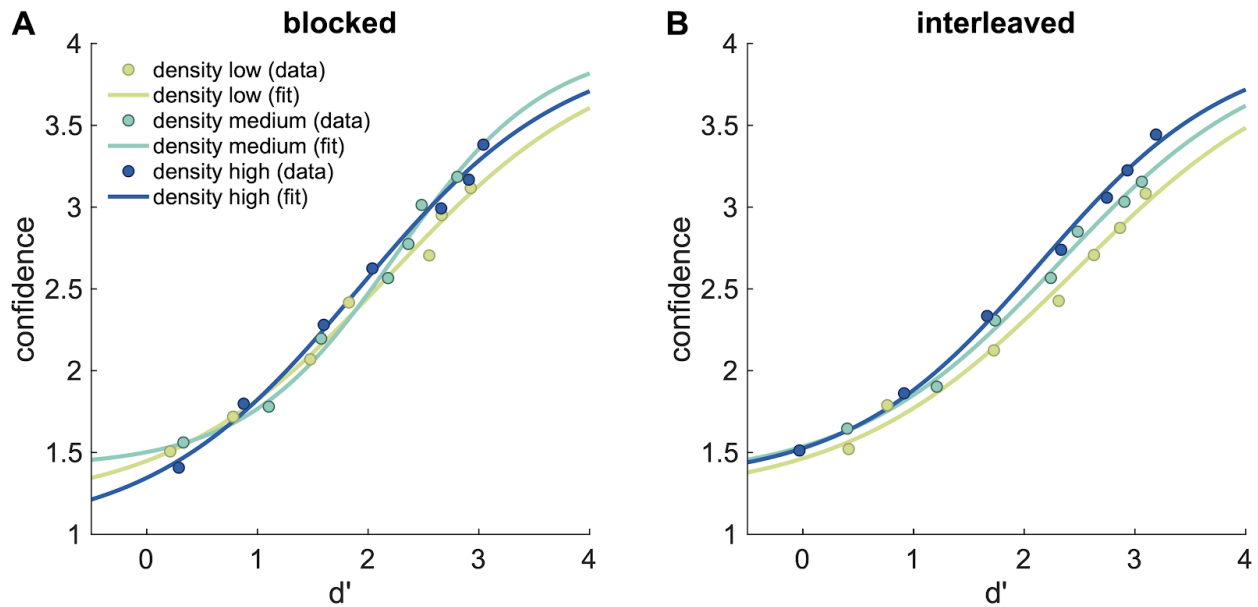 A
blocked
4
3.5
3
2.5
2
1.5
1
confidence
density low (data)
density low (fit)
density medium (data)
density medium (fit)
density high (data)
density high (fit)
0 1 2 3 4
d'
B
interleaved
4
3.5
3
2.5
2
1.5
1
confidence
0 1 2 3 4
d'